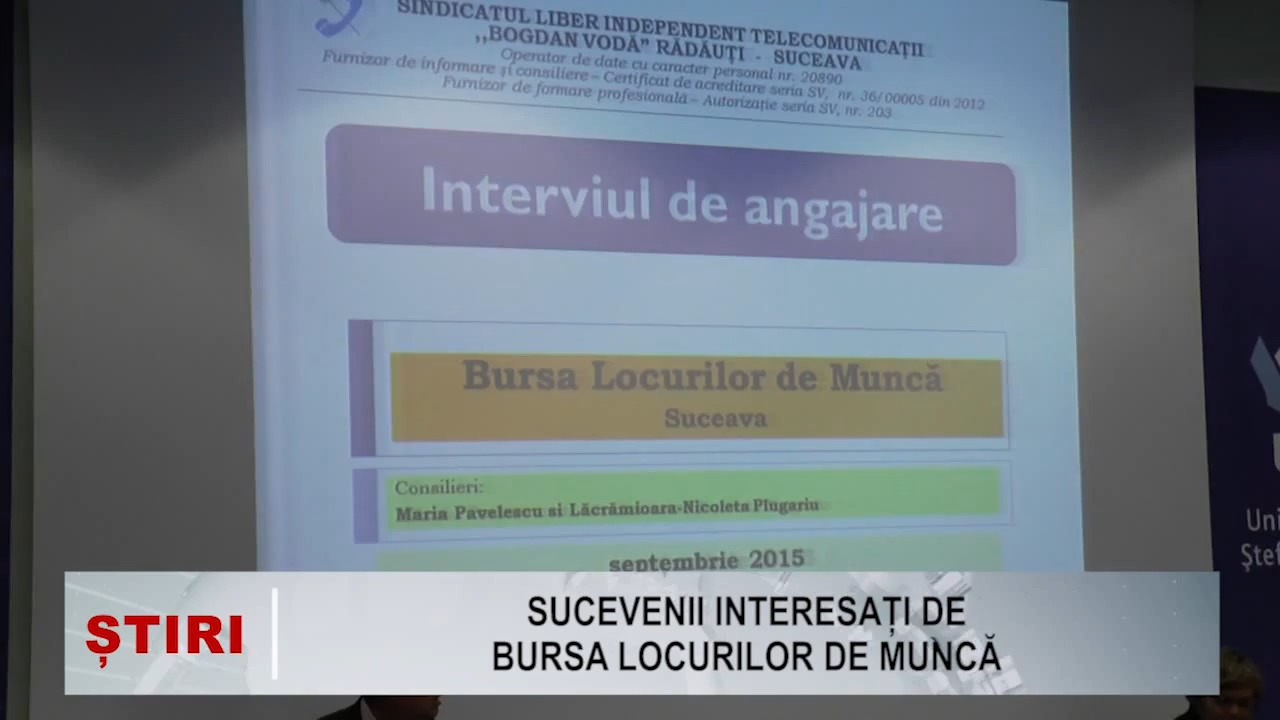 SINDICATUL LIBER INDEPENDENT TELECOMUNICAȚII
,,BOGDAN VODĂ” RĂDĂUȚI - SUCEAVA
Operator de date cu caracter personal nr. 20890
Furnizor de informare și consiliere – Certificat de acreditare seria SV, nr. 36/00005 din 2012
Furnizor de formare profesională – Autorizație seria SV, nr. 203
Interviul de angajare
Bursa Locurilor de Muncă
Suceava
Consilieri:
Maria Pavelescu si Lăcrămioara-Nicoleta Plugariu
septembrie 2015
Uni
Ștef
ȘTIRI
SUCEVENII INTERESAȚI DE
BURSA LOCURILOR DE MUNCĂ